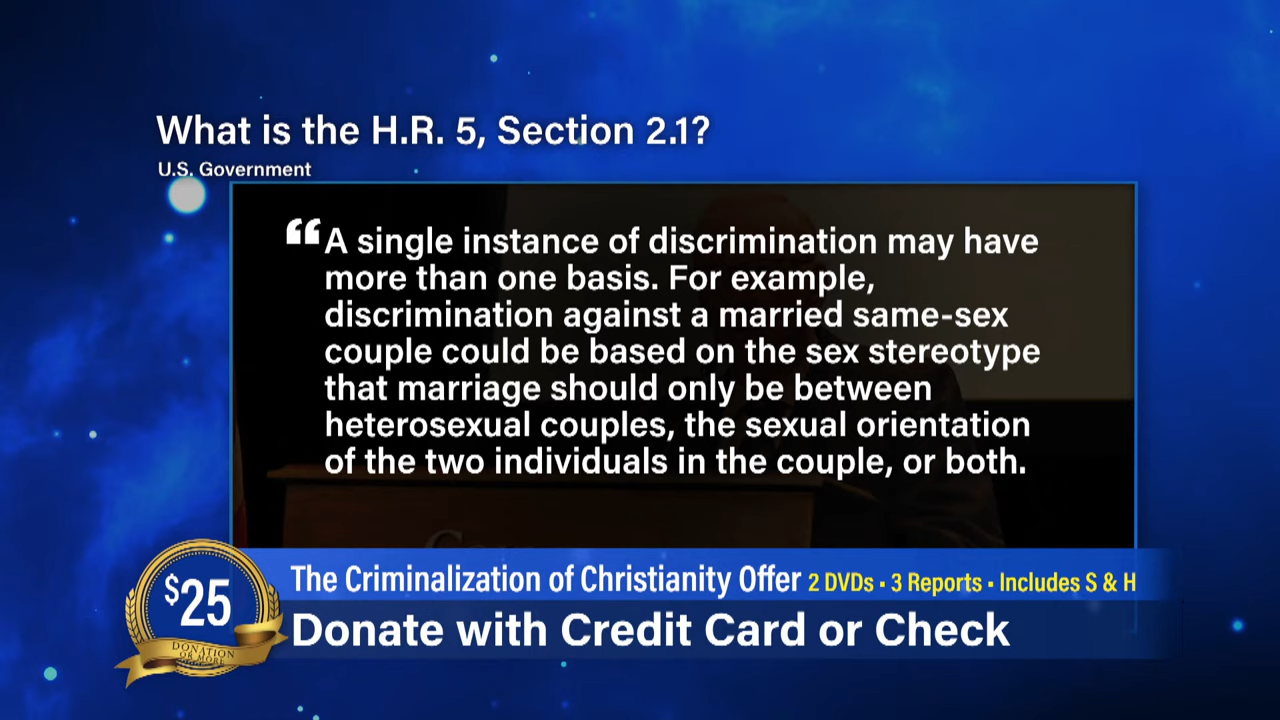 What is the H.R. 5, Section 2.1?
U.S. Government
“A single instance of discrimination may have
more than one basis. For example,
discrimination against a married same-sex
couple could be based on the sex stereotype
that marriage should only be between
heterosexual couples, the sexual orientation
of the two individuals in the couple, or both.
$25
DONATION
OR MORE
The Criminalization of Christianity Offer 2 DVDs · 3 Reports · Includes S & H
Donate with Credit Card or Check